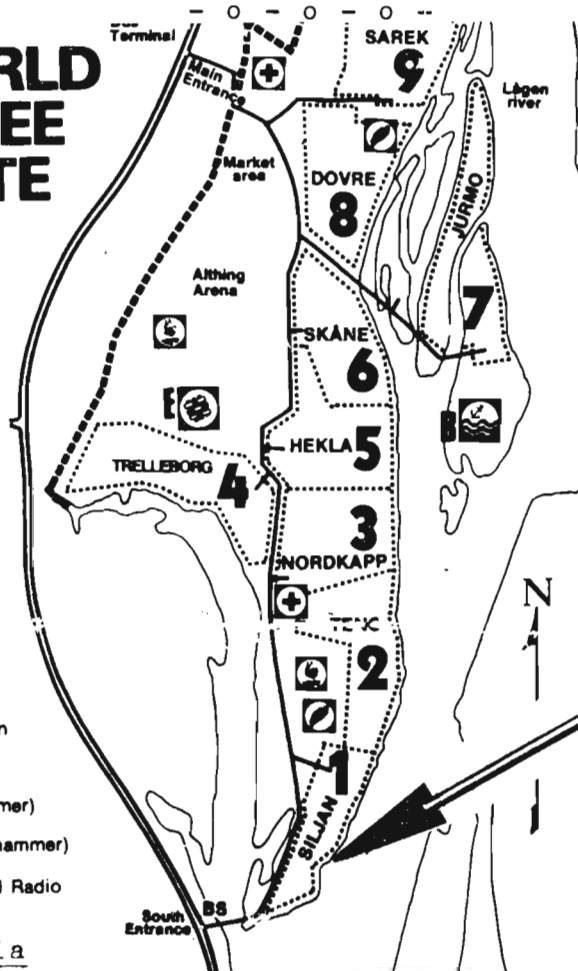 Terminal
SAREK
9
RLD
EE
TE
Main
Entrance
Lågen
river
Market
area
DOVRE
8
JURMO
Althing
Arena
7
SKÅNE
6
E
B
HEKLA 5
TRELLEBORG
4
3
NORDKAPP
N
2
1
SILJAN
n
mer)
hammer)
Radio
BS
South
Entrance
a